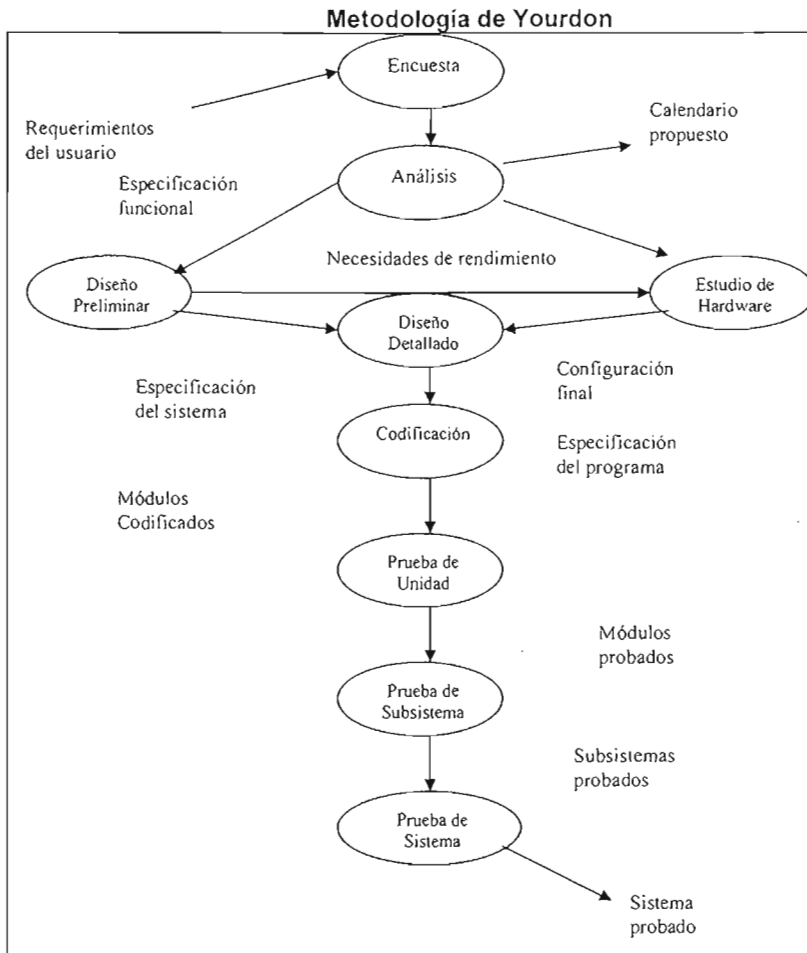 Metodología de Yourdon
Encuesta
Requerimientos
del usuario
Calendario
propuesto
Análisis
Especificación
funcional
Necesidades de rendimiento
Diseño
Preliminar
Estudio de
Hardware
Diseño
Detallado
Especificación
del sistema
Configuración
final
Codificación
Especificación
del programa
Módulos
Codificados
Prueba de
Unidad
Módulos
probados
Prueba de
Subsistema
Subsistemas
probados
Prueba de
Sistema
Sistema
probado